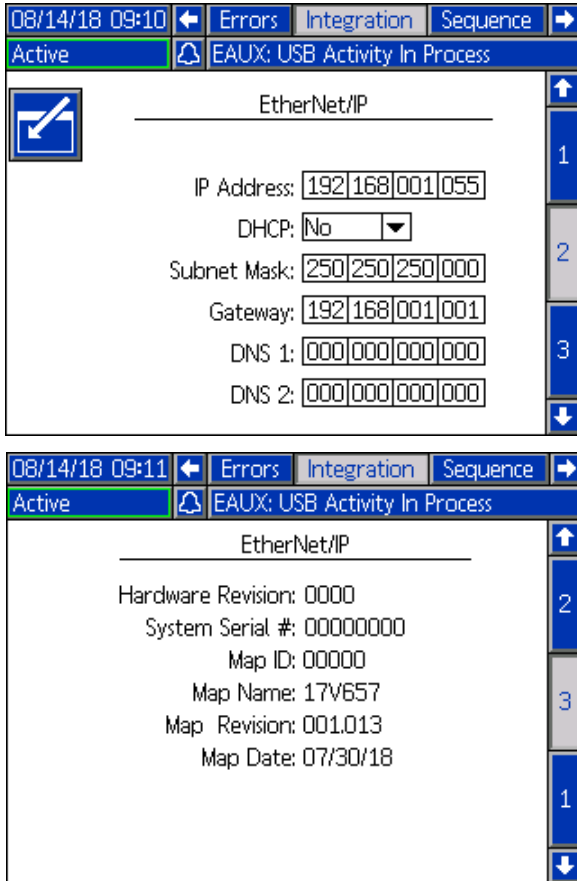 08/14/18 09:10 Errors Integration Sequence
Active EAUX: USB Activity In Process
EtherNet/IP
1
IP Address: 192 168 001 055
DHCP: No
2
Subnet Mask: 250 250 250 000
Gateway: 192 168 001 001
DNS 1: 000 000 000 000
3
DNS 2: 000 000 000 000
08/14/18 09:11 Errors Integration Sequence
Active EAUX: USB Activity In Process
EtherNet/IP
Hardware Revision: 0000
2
System Serial #: 00000000
Map ID: 00000
Map Name: 17V657
3
Map Revision: 001.013
Map Date: 07/30/18
1